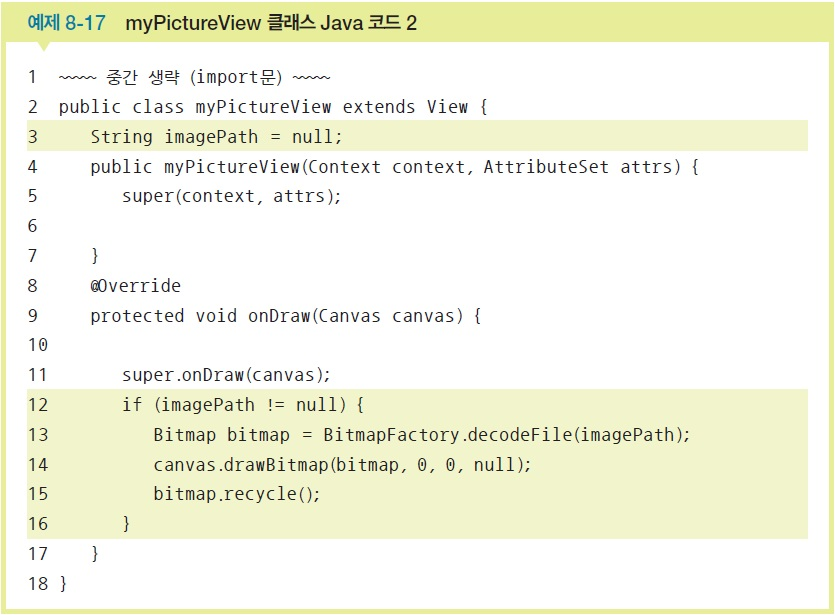 예제 8-17 myPictureView 클래스 Java 코드 2
1 ~~~~ 중간 생략 (import문) ~~~~
2 public class myPictureView extends View {
3 String imagePath = null;
4 public myPictureView(Context context, AttributeSet attrs) {
5 super(context, attrs);
6
7 }
8 @Override
9 protected void onDraw(Canvas canvas) {
10
11 super.onDraw(canvas);
12 if (imagePath != null) {
13 Bitmap bitmap = BitmapFactory.decodeFile(imagePath);
14 canvas.drawBitmap(bitmap, 0, 0, null);
15 bitmap.recycle();
16 }
17 }
18 }